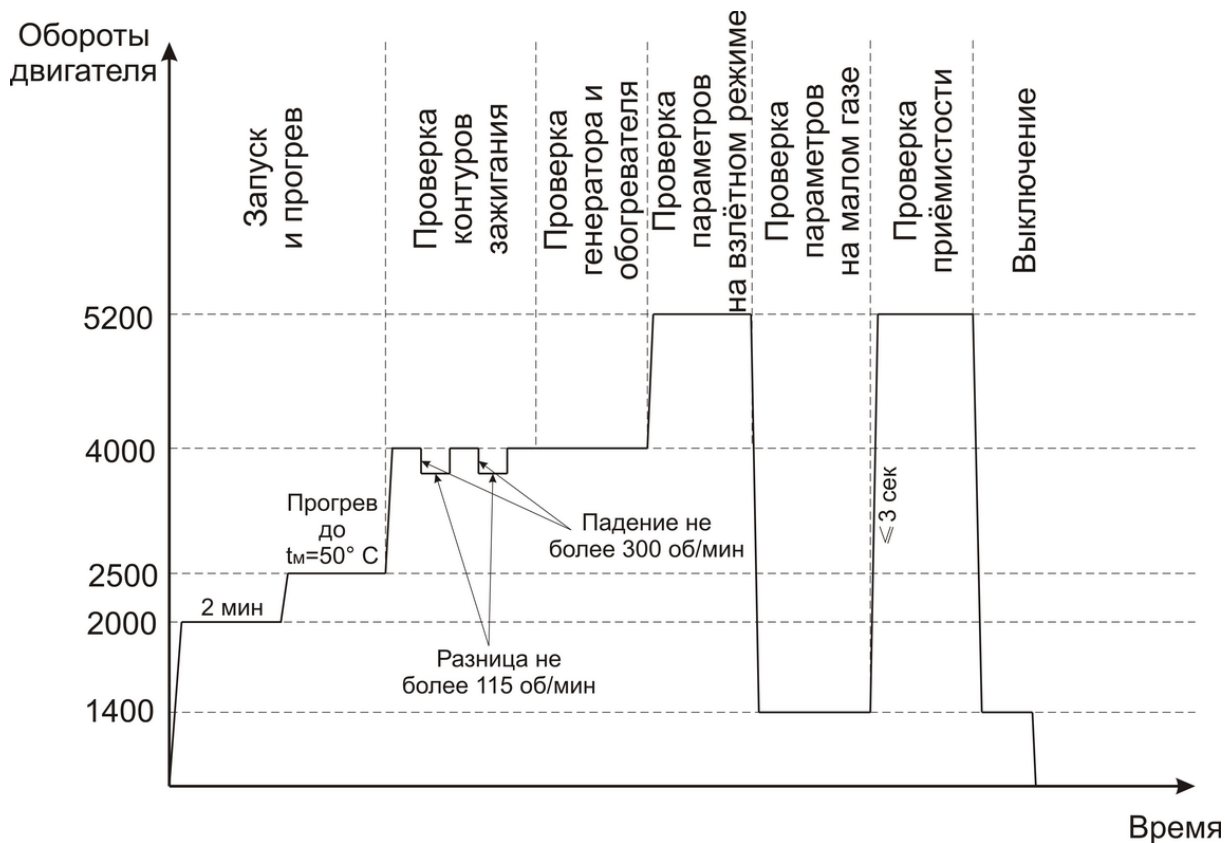 Обороты
двигателя
Запуск
и прогрев
Проверка
контуров
зажигания
Проверка
генератора и
обогревателя
Проверка
параметров
на взлётном режиме
Проверка
параметров
на малом газе
Проверка
приёмистости
Выключение
5200
4000
2500
2000
1400
2 мин
Прогрев
до
tм=50° С
Падение не
более 300 об/мин
Разница не
более 115 об/мин
⩽ 3 сек
Время